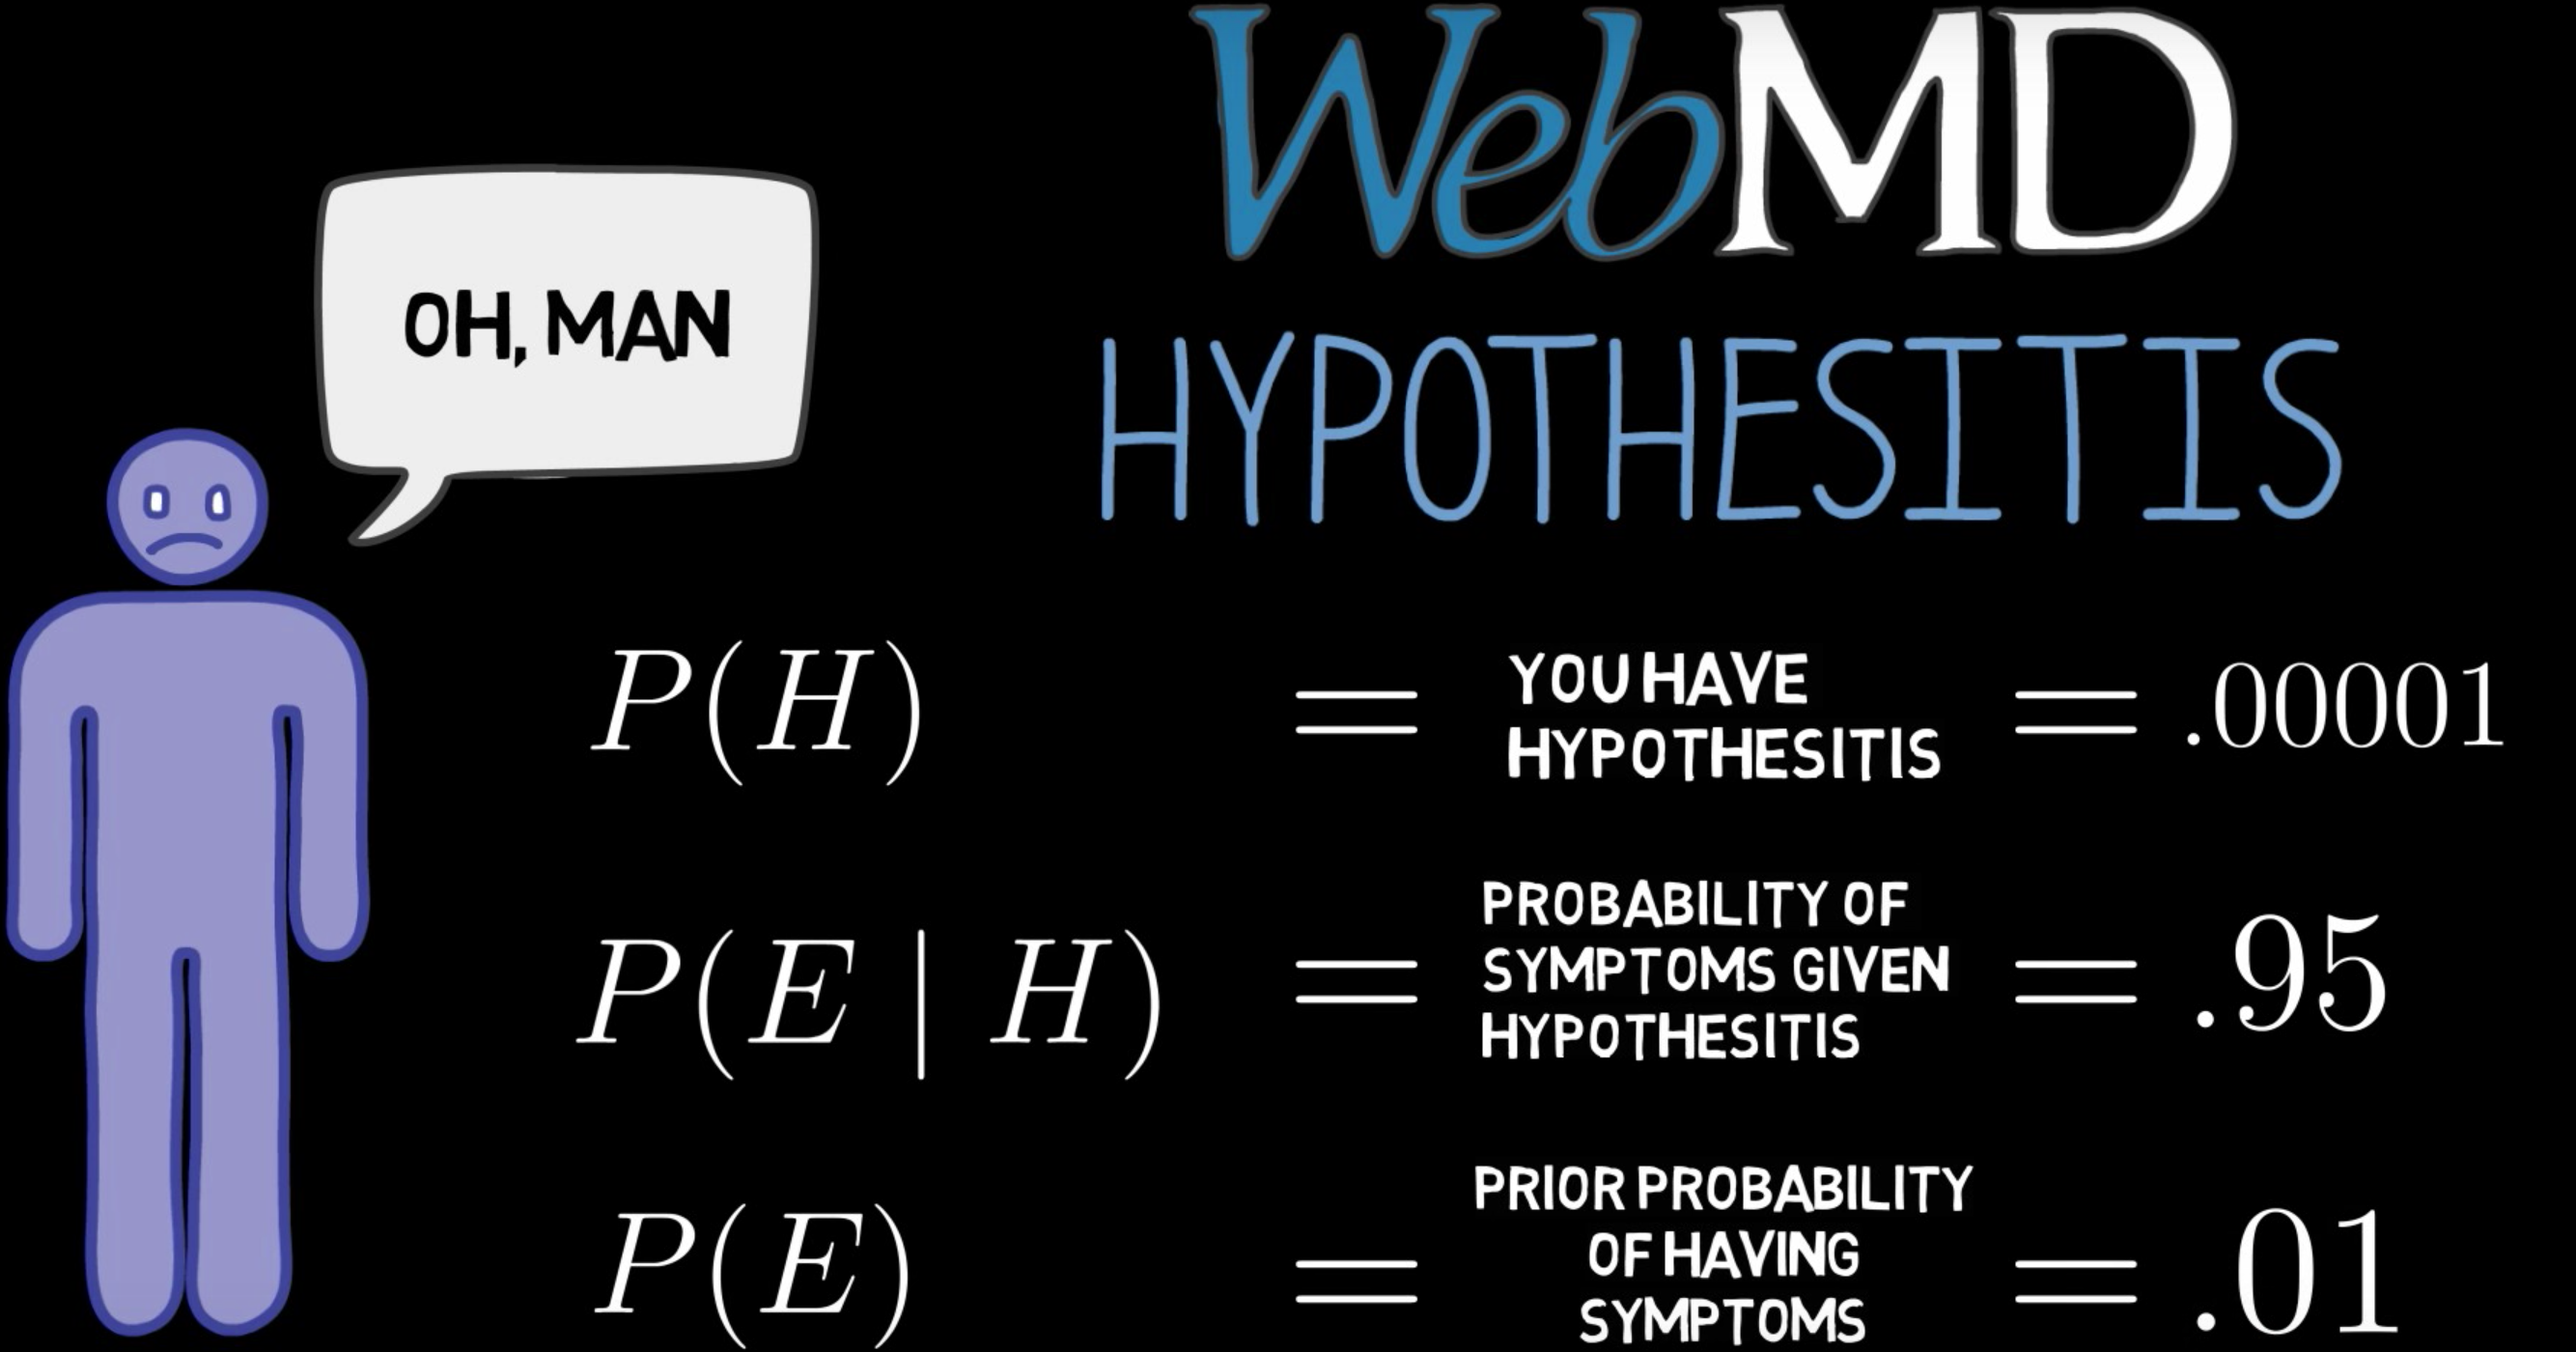 WebMD
HYPOTHESITIS
OH, MAN
P(H) = YOU HAVE
HYPOTHESITIS = .00001
P(E | H) = PROBABILITY OF
SYMPTOMS GIVEN
HYPOTHESITIS = .95
P(E) = PRIOR PROBABILITY
OF HAVING
SYMPTOMS = .01